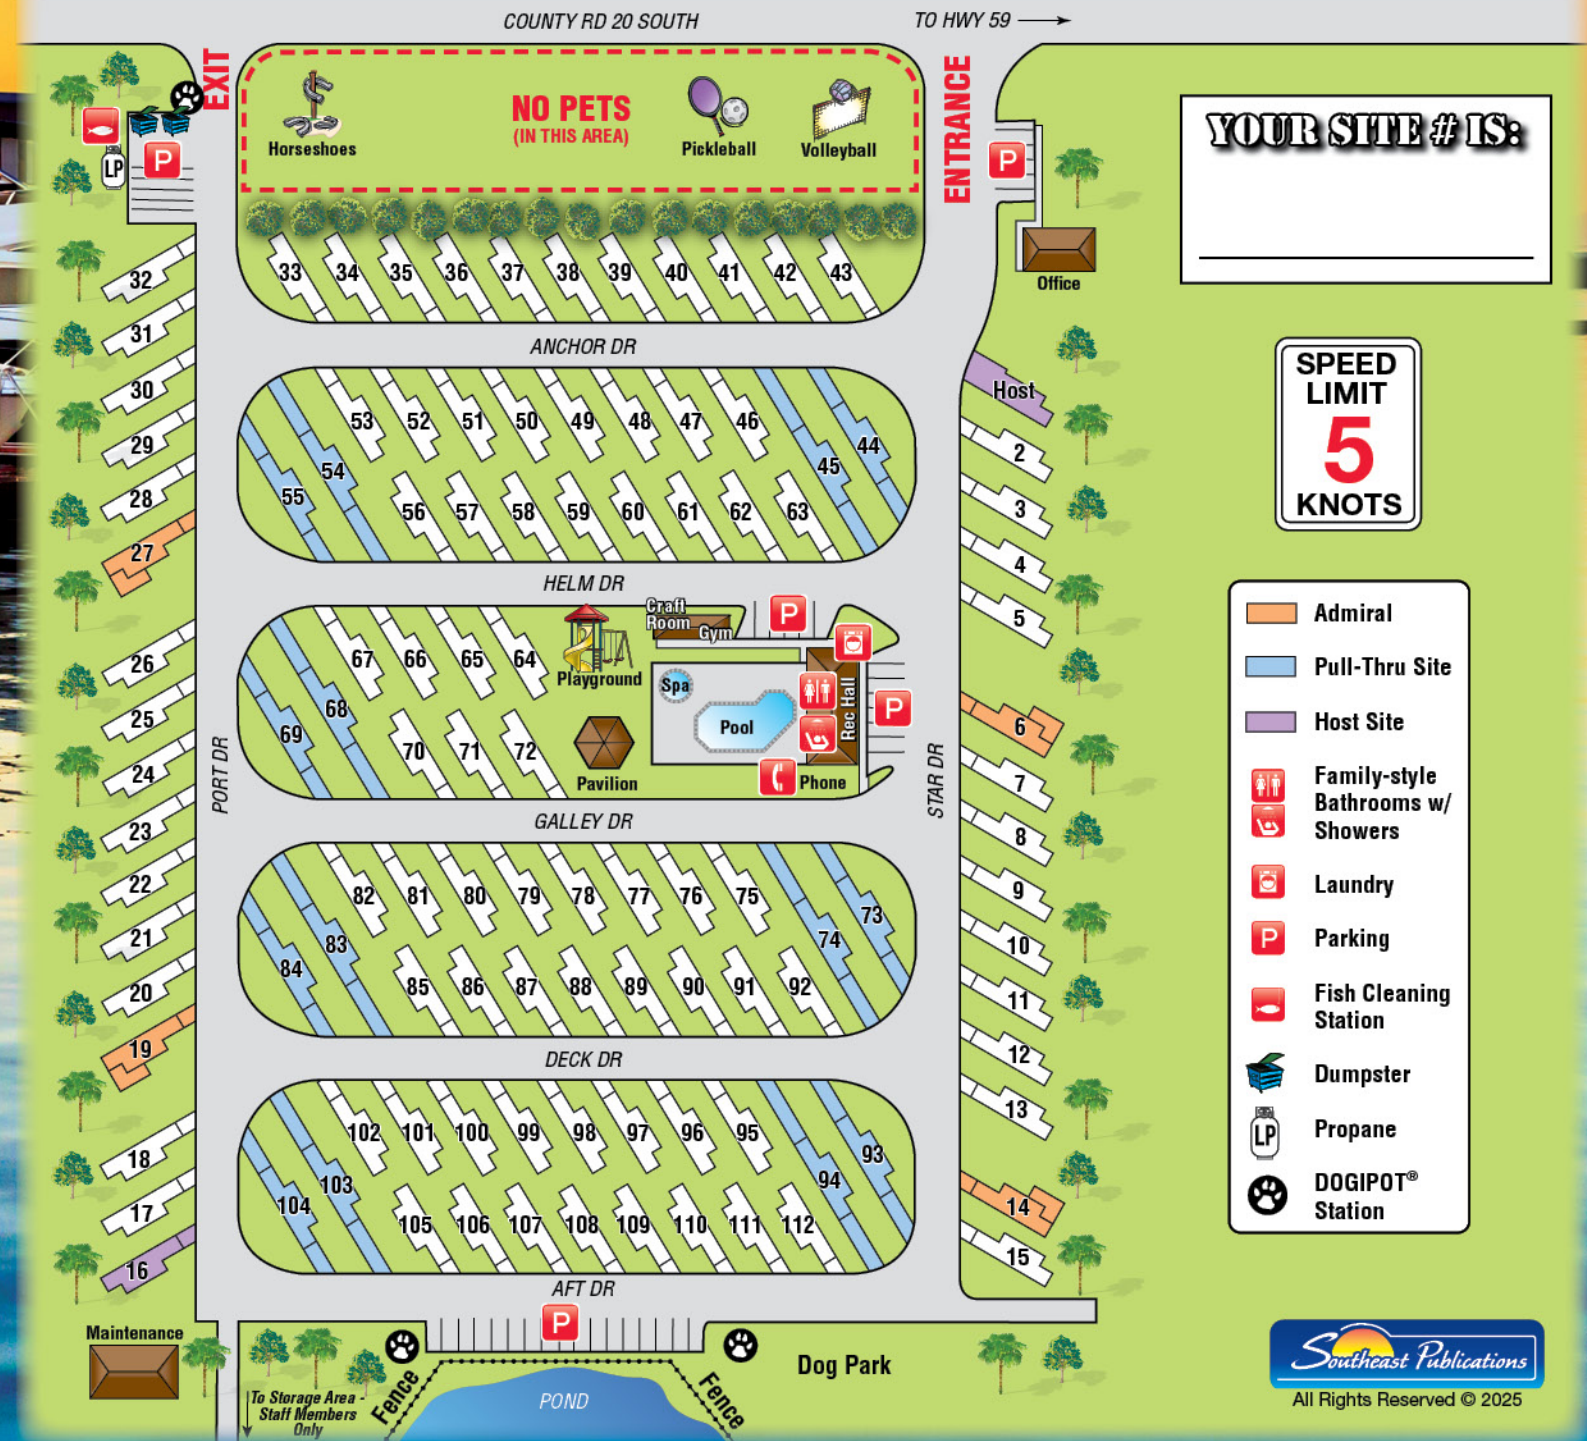 COUNTY RD 20 SOUTH
TO HWY 59
EXIT
ENTRANCE
NO PETS
(IN THIS AREA)
Horseshoes
Pickleball
Volleyball
P
LP
P
YOUR SITE # IS:
Office
33 34 35 36 37 38 39 40 41 42 43
ANCHOR DR
32
31
30
29
28
27
26
25
24
23
22
21
20
19
18
17
16
PORT DR
53 52 51 50 49 48 47 46 45 44
55 54
56 57 58 59 60 61 62 63
HELM DR
Craft
Room
Gym
P
67 66 65 64
Playground
Spa
Pool
Rec Hall
P
69 68
70 71 72
Pavilion
Phone
GALLEY DR
82 81 80 79 78 77 76 75 74 73
84 83
85 86 87 88 89 90 91 92
DECK DR
102 101 100 99 98 97 96 95 94 93
104 103
105 106 107 108 109 110 111 112
AFT DR
P
STAR DR
Host
2
3
4
5
6
7
8
9
10
11
12
13
14
15
Maintenance
To Storage Area -
Staff Members
Only
Fence
POND
Fence
Dog Park
SPEED
LIMIT
5
KNOTS
Admiral
Pull-Thru Site
Host Site
Family-style
Bathrooms w/
Showers
Laundry
P Parking
Fish Cleaning
Station
Dumpster
LP Propane
DOGIPOT®
Station
Southeast Publications
All Rights Reserved © 2025